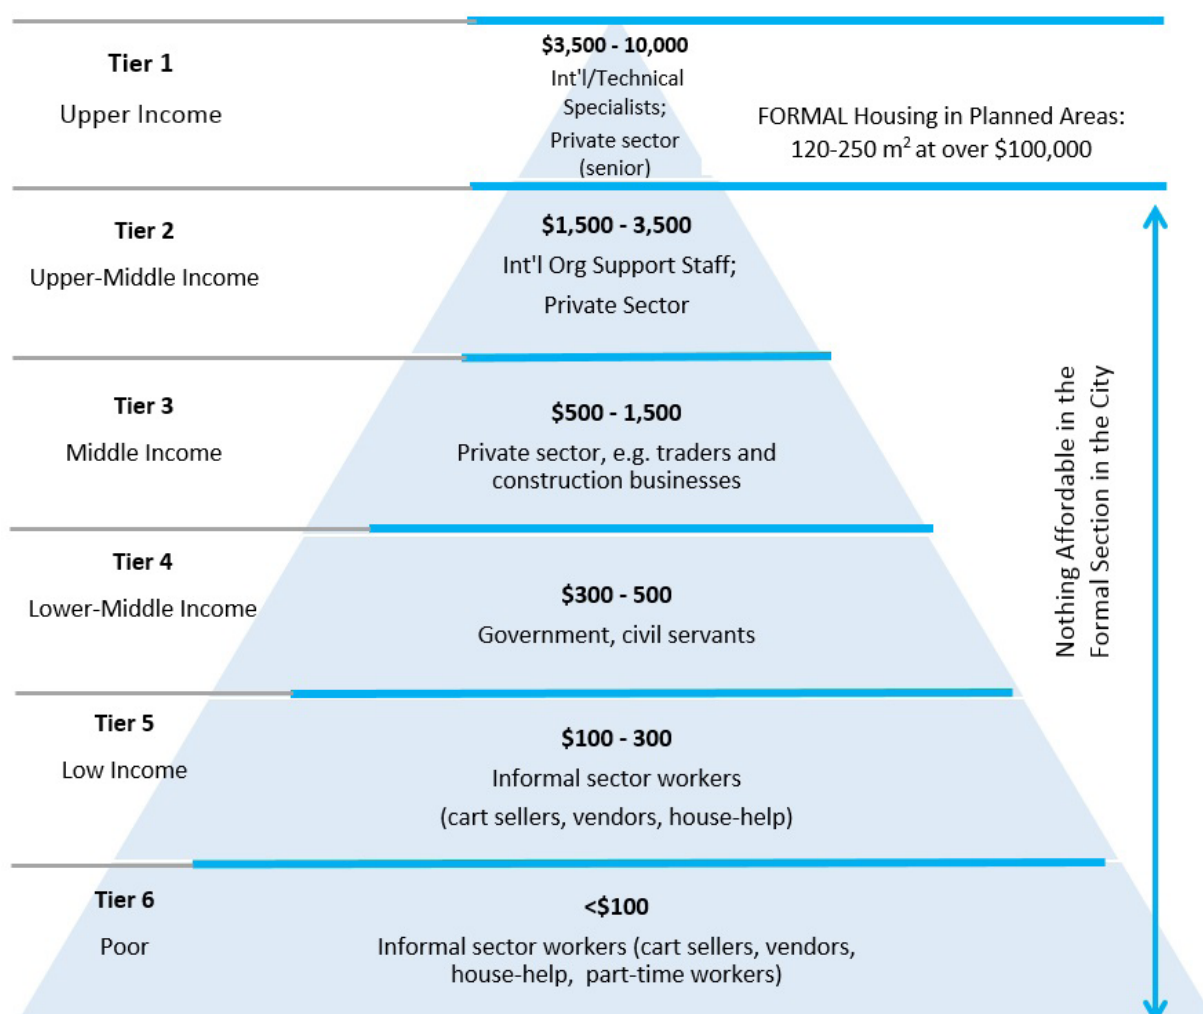 Tier 1
Upper Income
$3,500 - 10,000
Int'l/Technical
Specialists;
Private sector
(senior)
FORMAL Housing in Planned Areas:
120-250 m² at over $100,000
Tier 2
Upper-Middle Income
$1,500 - 3,500
Int'l Org Support Staff;
Private Sector
Tier 3
Middle Income
$500 - 1,500
Private sector, e.g. traders and
construction businesses
Nothing Affordable in the
Formal Section in the City
Tier 4
Lower-Middle Income
$300 - 500
Government, civil servants
Tier 5
Low Income
$100 - 300
Informal sector workers
(cart sellers, vendors, house-help)
Tier 6
Poor
<$100
Informal sector workers (cart sellers, vendors,
house-help, part-time workers)